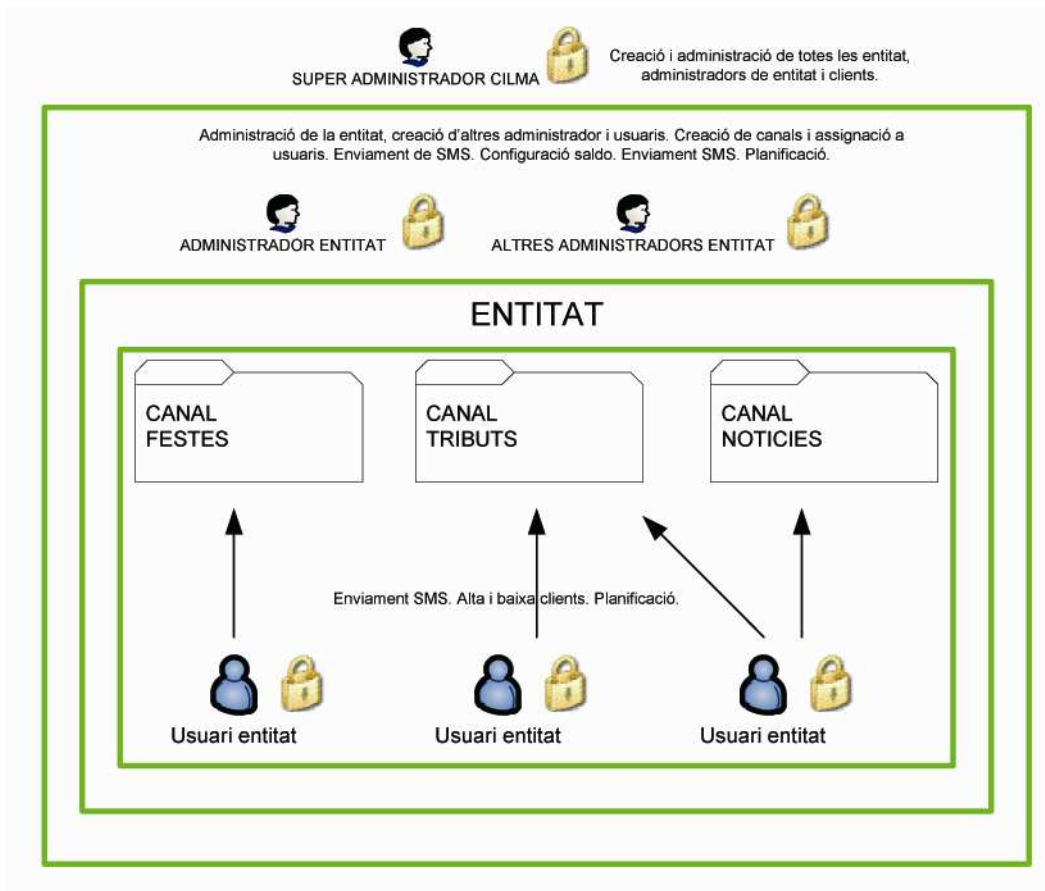 Creació i administració de totes les entitat,
administradors de entitat i clients.
SUPER ADMINISTRADOR CILMA
Administració de la entitat, creació d'altres administrador i usuaris. Creació de canals i assignació a
usuaris. Enviament de SMS. Configuració saldo. Enviament SMS. Planificació.
ADMINISTRADOR ENTITAT
ALTRES ADMINISTRADORS ENTITAT
ENTITAT
CANAL
FESTES
CANAL
TRIBUTS
CANAL
NOTICIES
Enviament SMS. Alta i baixa clients. Planificació.
Usuari entitat
Usuari entitat
Usuari entitat